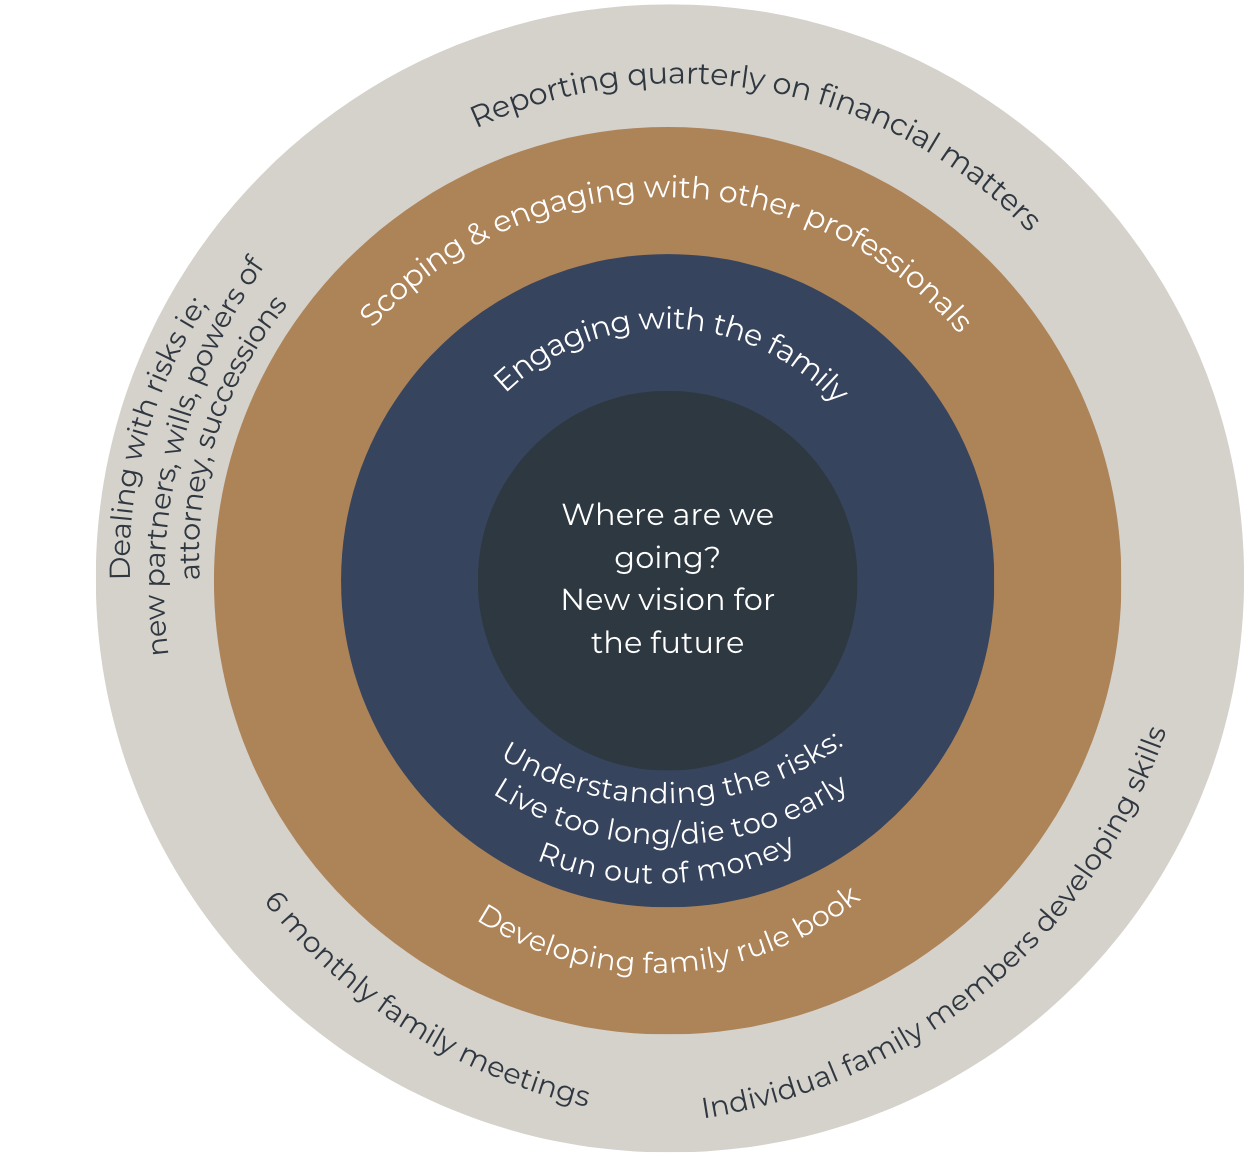 Reporting quarterly on financial matters
Scoping & engaging with other professionals
Engaging with the family
Dealing with risks ie;
new partners, wills, powers of
attorney, successions
Where are we
going?
New vision for
the future
Understanding the risks:
Live too long/die too early
Run out of money
Developing family rule book
6 monthly family meetings
Individual family members developing skills